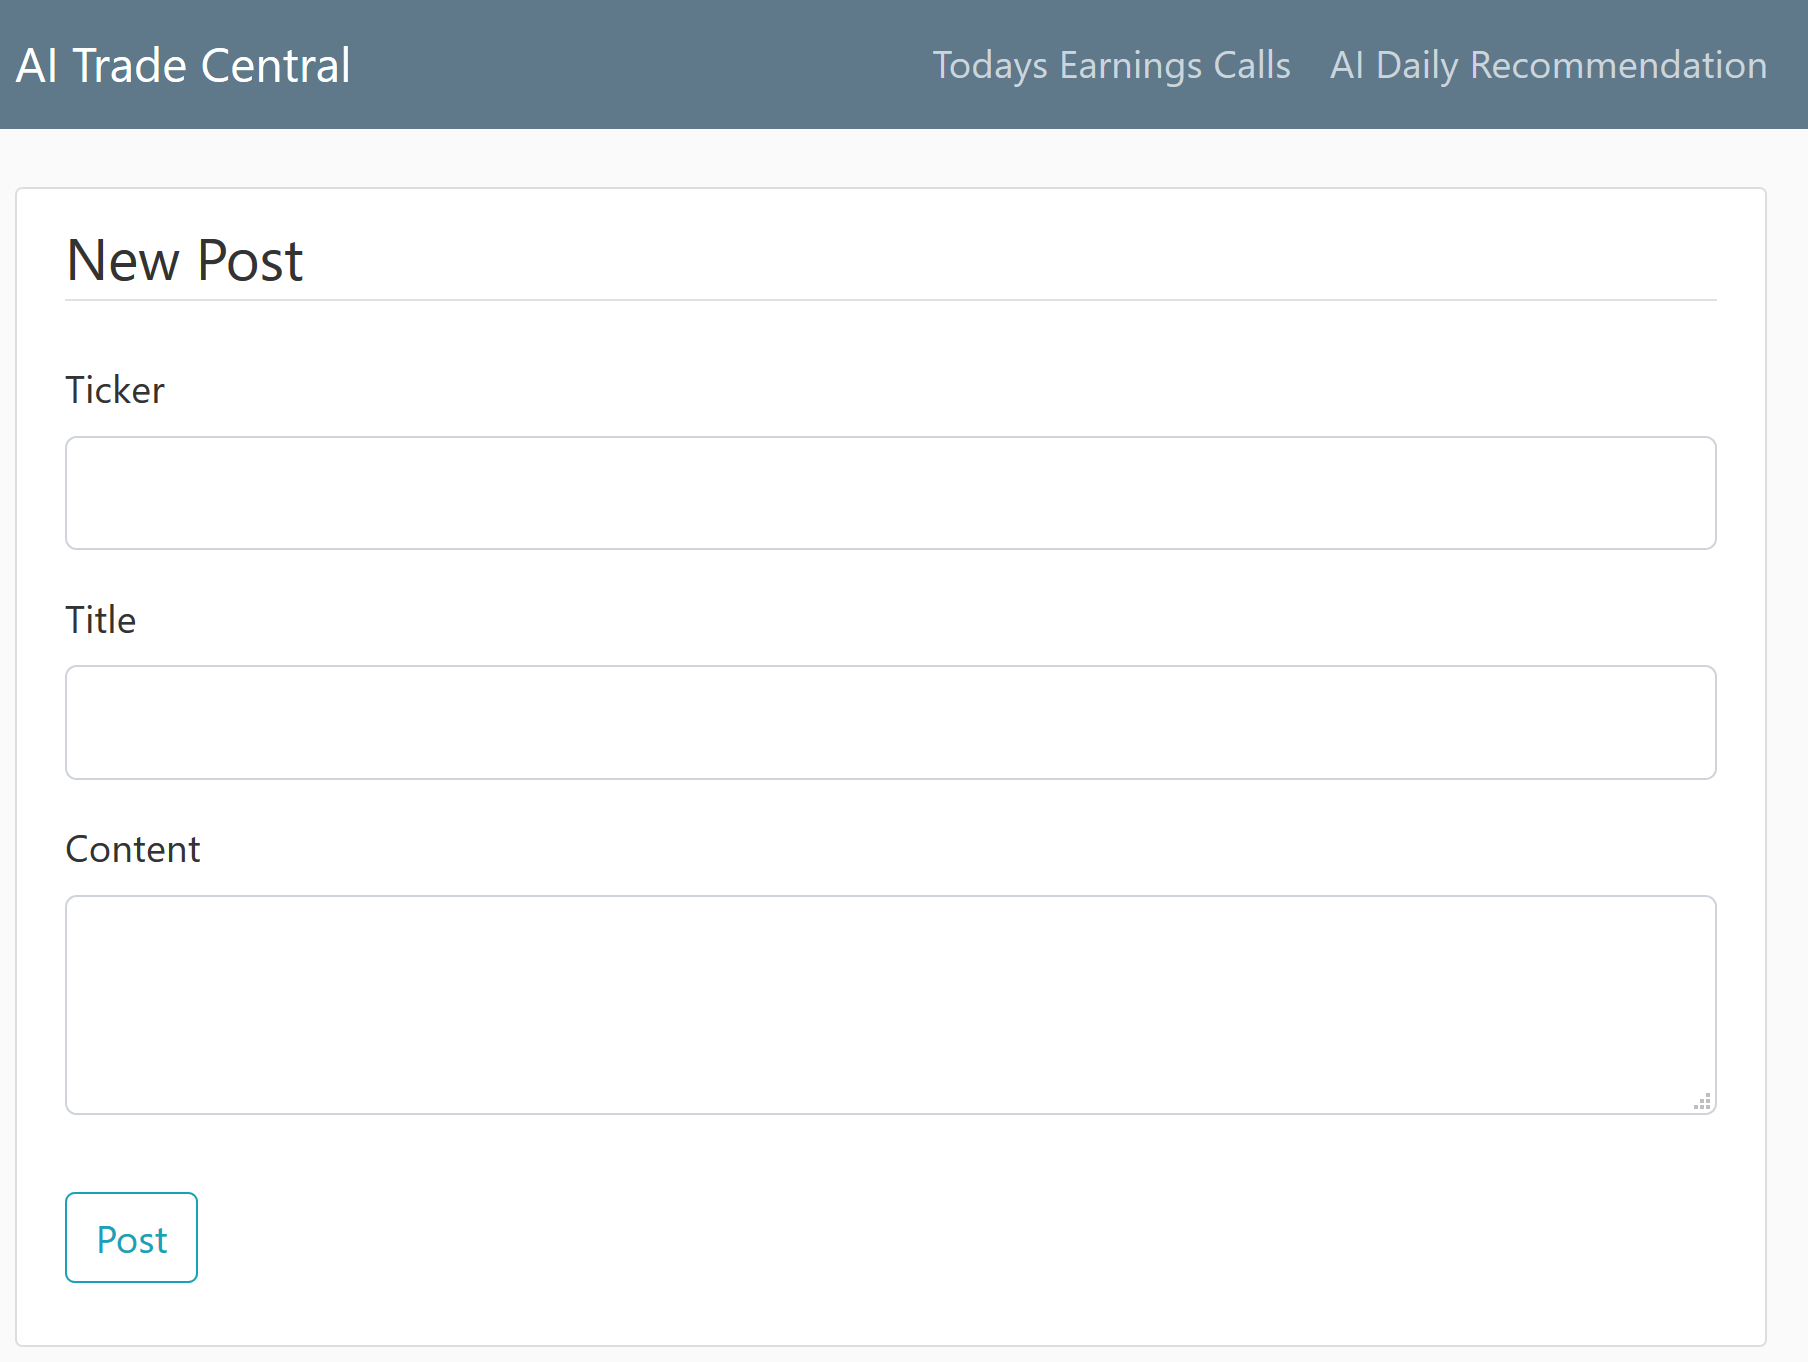 AI Trade Central
Todays Earnings Calls AI Daily Recommendation
New Post
Ticker
Title
Content
Post